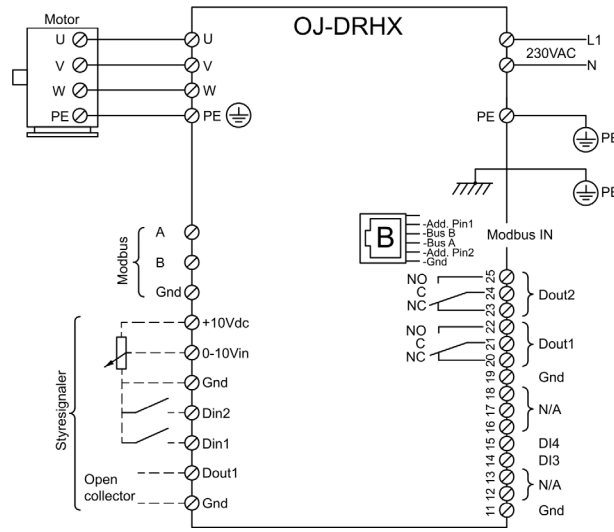 Motor
OJ-DRHX
U
U
L1
230VAC
V
V
N
W
W
PE
PE
PE
PE
PE
B
-Add. Pin1
-Bus B
-Bus A
-Add. Pin2
-Gnd
Modbus IN
Modbus
A
B
Gnd
NO
C
NC
25
24
23
Dout2
NO
C
NC
22
21
20
Dout1
19
Gnd
18
17
16
N/A
15
DI4
14
DI3
13
12
N/A
11
Gnd
Styresignaler
+10Vdc
0-10Vin
Gnd
Din2
Din1
Dout1
Open
collector
Gnd